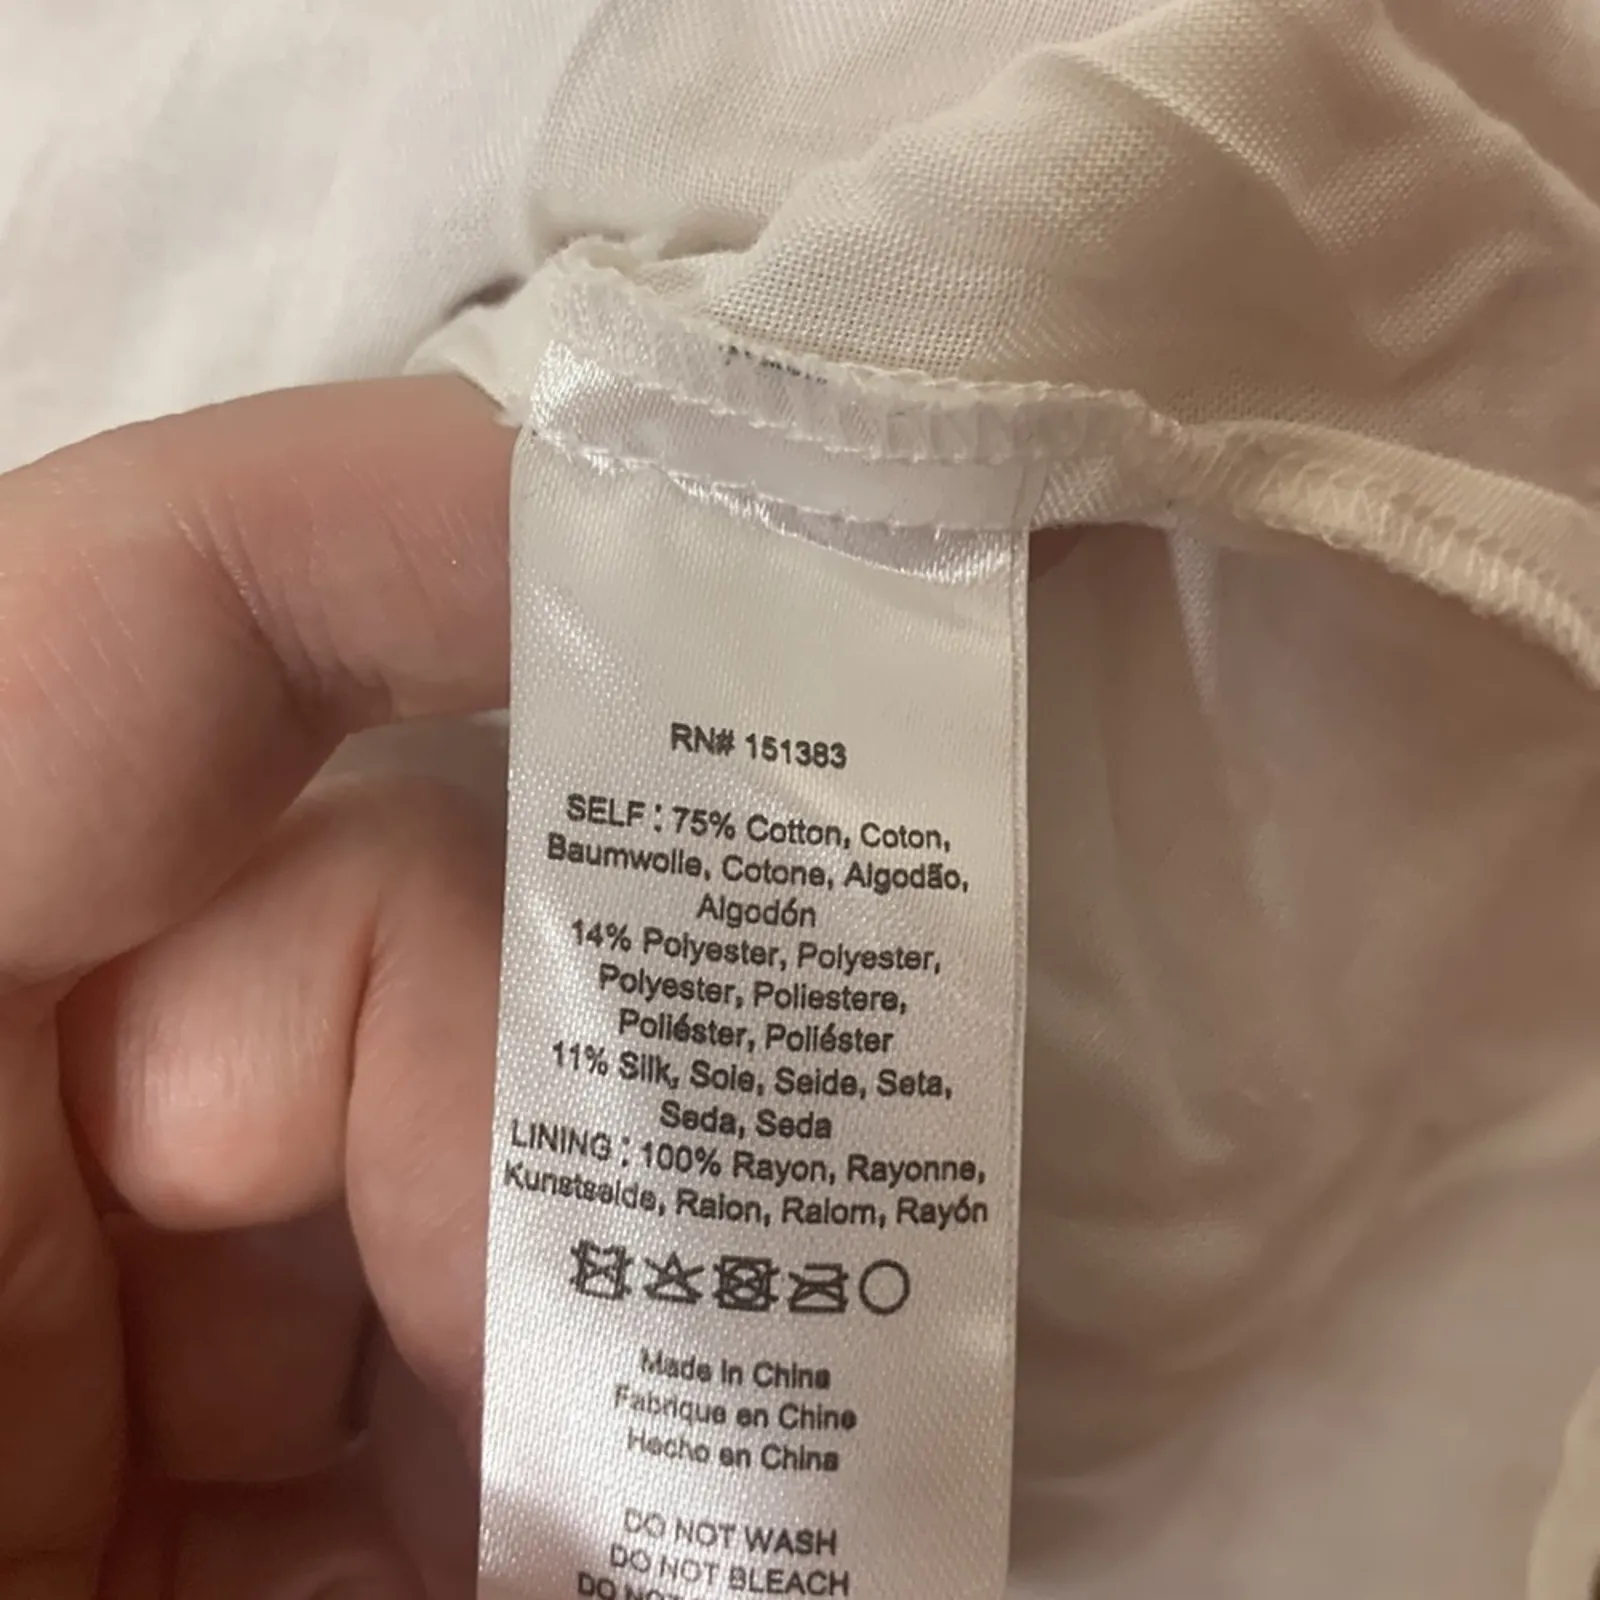 RN# 151383
SELF : 75% Cotton, Coton,
Baumwolle, Cotone, Algodão,
Algodón
14% Polyester, Polyester,
Polyester, Poliestere,
Poliéster, Poliéster
11% Silk, Soie, Seide, Seta,
Seda, Seda
LINING : 100% Rayon, Rayonne,
Kunstseide, Raion, Raiom, Rayón
Made in China
Fabrique en Chine
Hecho en China
DO NOT WASH
DO NOT BLEACH
DO NOT